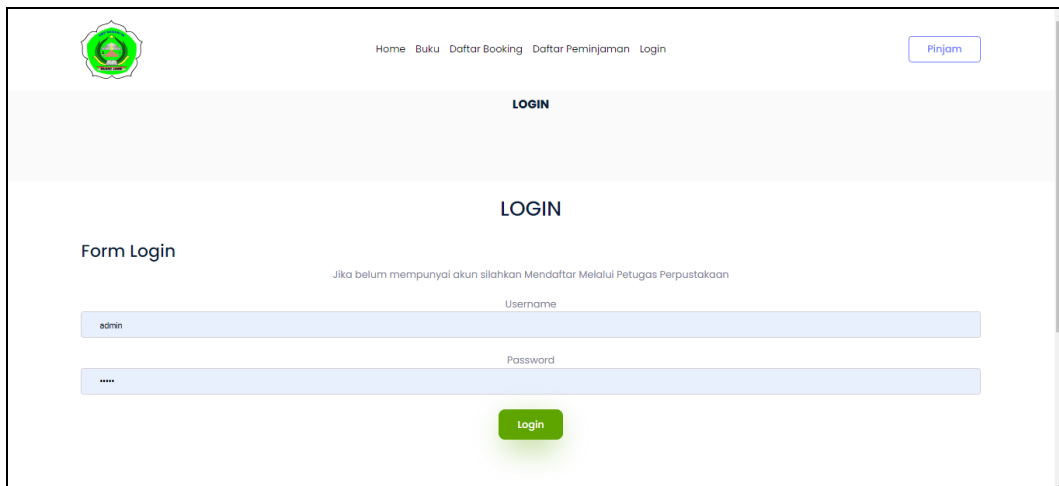 Home Buku Daftar Booking Daftar Peminjaman Login
Pinjam
LOGIN
LOGIN
Form Login
Jika belum mempunyai akun silahkan Mendaftar Melalui Petugas Perpustakaan
Username
admin
Password
•••••
Login